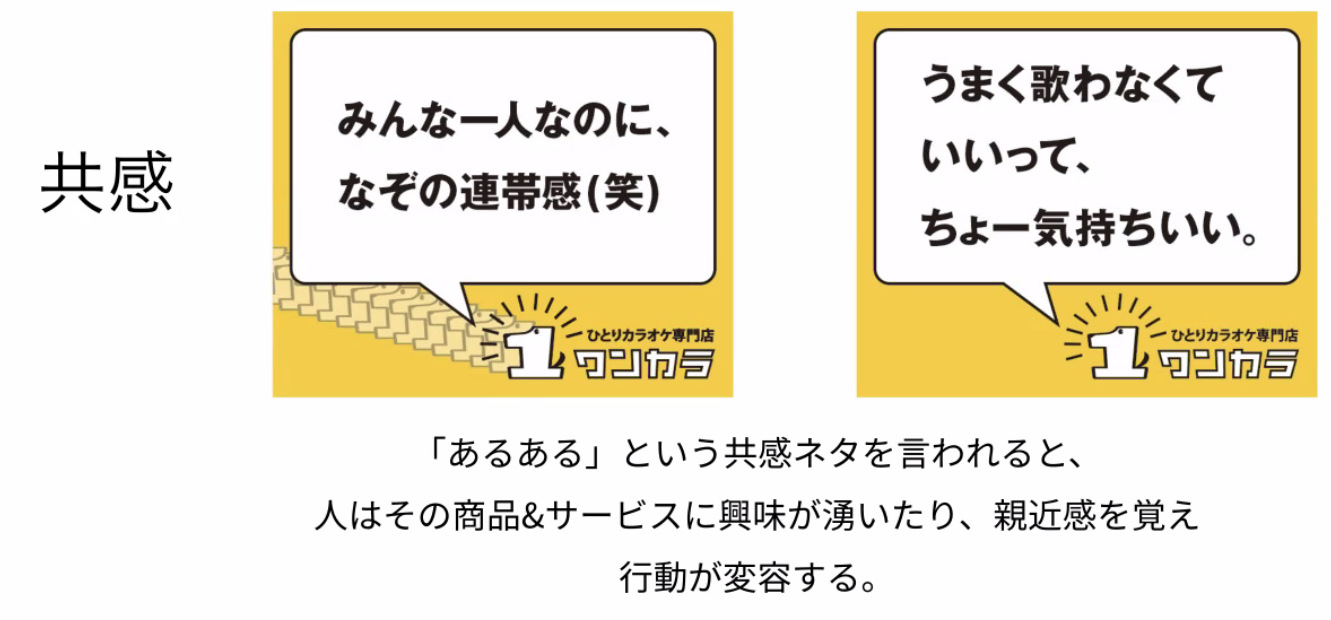 共感
みんな一人なのに、
なぞの連帯感(笑)
ひとりカラオケ専門店
ワンカラ
うまく歌わなくて
いいって、
ちょー気持ちいい。
ひとりカラオケ専門店
ワンカラ
「あるある」という共感ネタを言われると、
人はその商品&サービスに興味が湧いたり、親近感を覚え
行動が変容する。